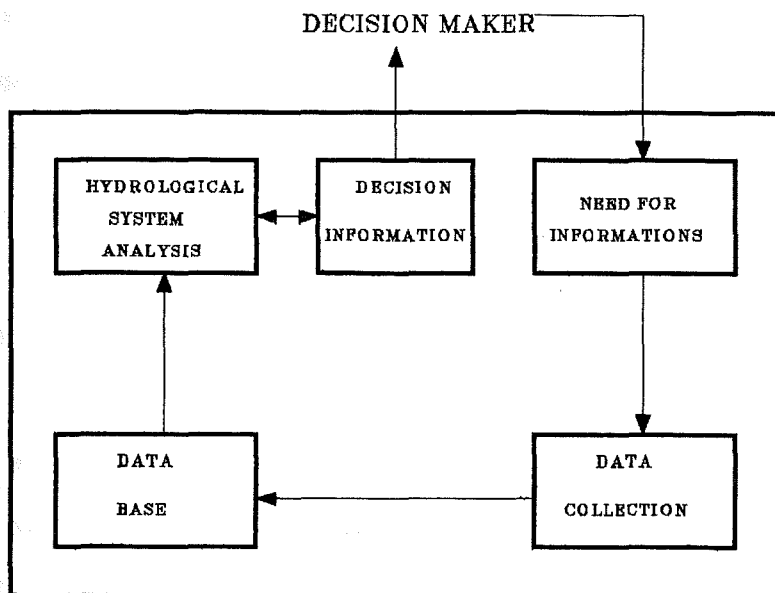 DECISION MAKER
HYDROLOGICAL
SYSTEM
ANALYSIS
DECISION
INFORMATION
NEED FOR
INFORMATIONS
DATA
BASE
DATA
COLLECTION